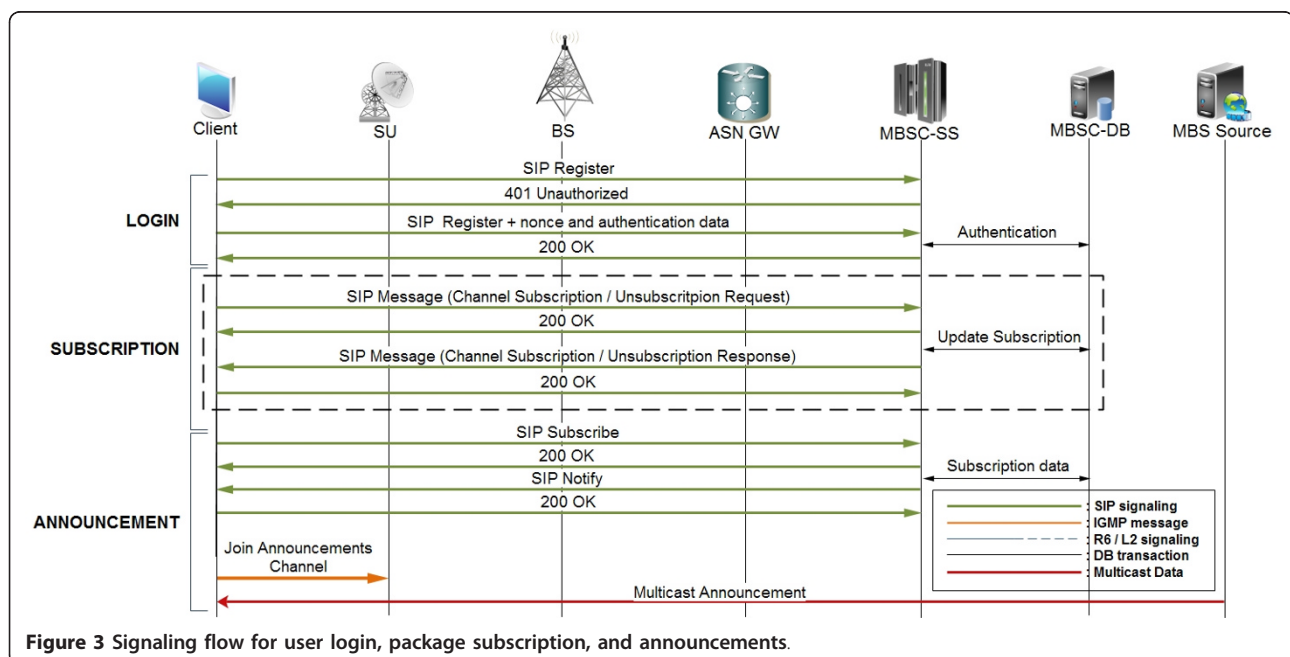 Client
SU
BS
ASN GW
MBSC-SS
MBSC-DB
MBS Source
LOGIN
SIP Register
401 Unauthorized
SIP Register + nonce and authentication data
Authentication
200 OK
SUBSCRIPTION
SIP Message (Channel Subscription / Unsubscritpion Request)
200 OK
Update Subscription
SIP Message (Channel Subscription / Unsubscription Response)
200 OK
ANNOUNCEMENT
SIP Subscribe
200 OK
Subscription data
SIP Notify
200 OK
Join Announcements
Channel
Multicast Announcement
: SIP signaling
: IGMP message
: R6 / L2 signaling
: DB transaction
: Multicast Data
Figure 3 Signaling flow for user login, package subscription, and announcements.